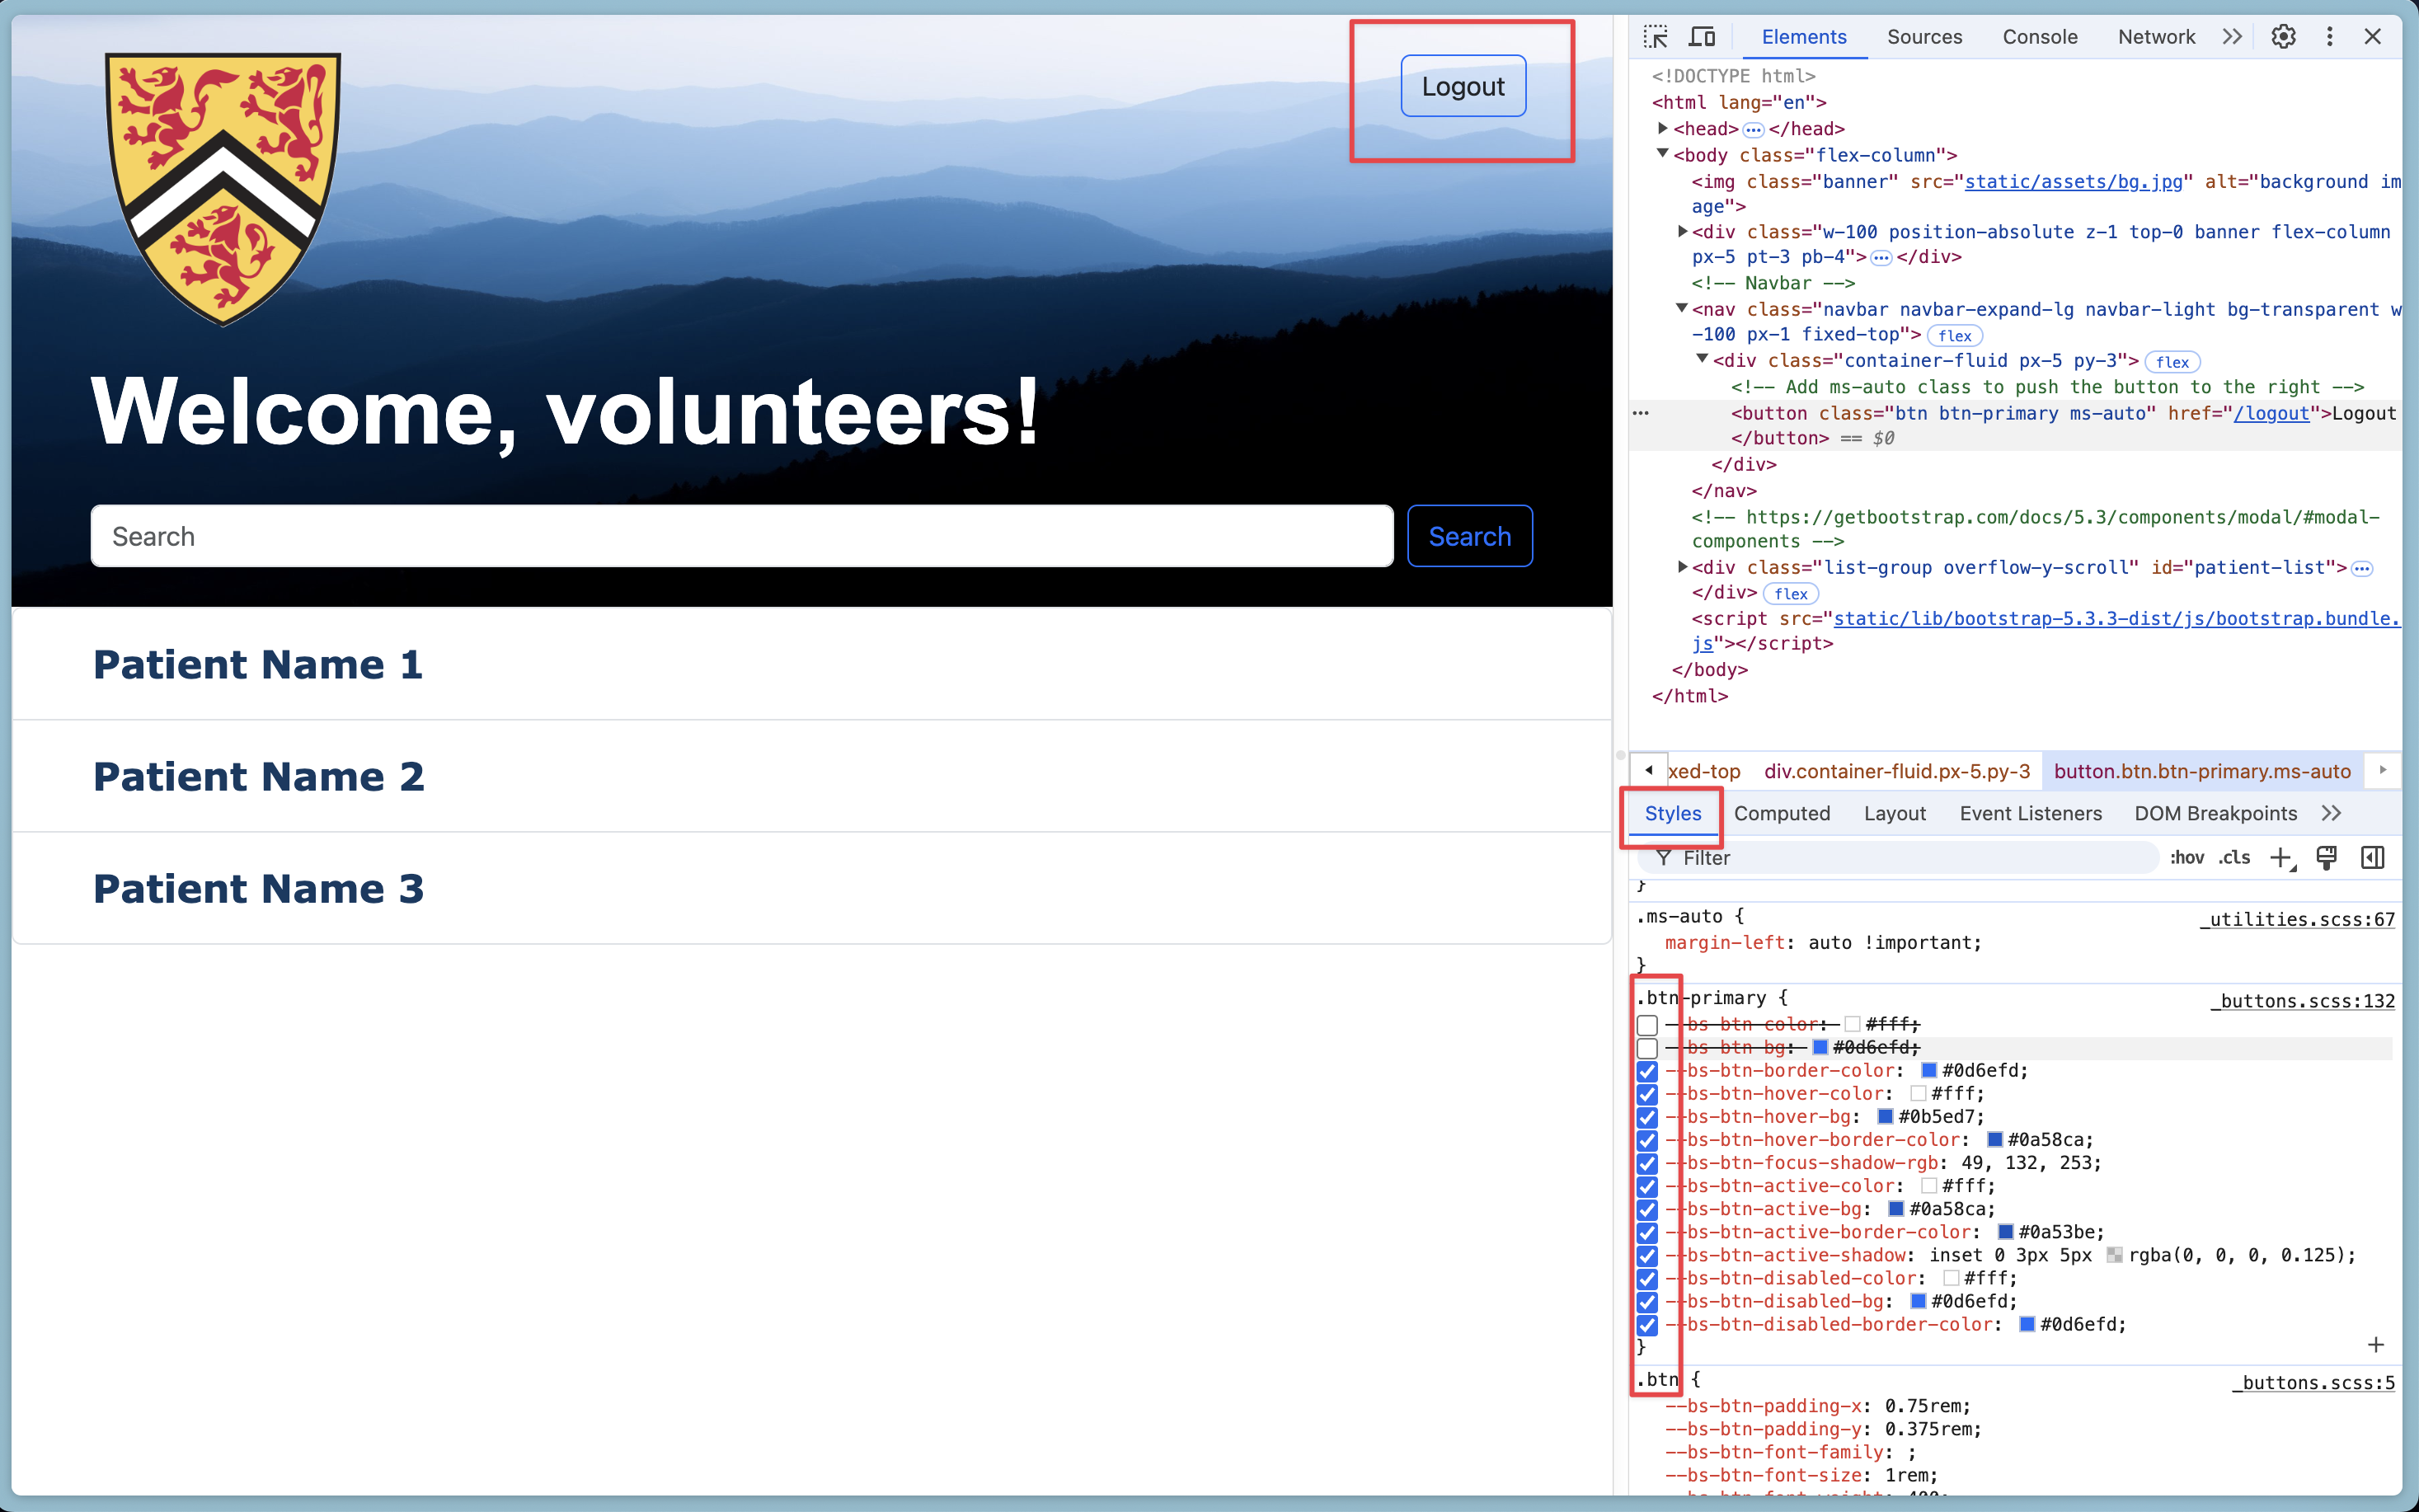 Logout
Welcome, volunteers!
Search
Search
Patient Name 1
Patient Name 2
Patient Name 3
Elements Sources Console Network
<!DOCTYPE html>
<html lang="en">
<head> ••• </head>
<body class="flex-column">
<img class="banner" src="static/assets/bg.jpg" alt="background im
age">
<div class="w-100 position-absolute z-1 top-0 banner flex-column
px-5 pt-3 pb-4"> ••• </div>
<!-- Navbar -->
<nav class="navbar navbar-expand-lg navbar-light bg-transparent w
-100 px-1 fixed-top"> flex
<div class="container-fluid px-5 py-3"> flex
<!-- Add ms-auto class to push the button to the right -->
••• <button class="btn btn-primary ms-auto" href="/logout">Logout
</button> == $0
</div>
</nav>
<!-- https://getbootstrap.com/docs/5.3/components/modal/#modal-
components -->
<div class="list-group overflow-y-scroll" id="patient-list"> •••
</div> flex
<script src="static/lib/bootstrap-5.3.3-dist/js/bootstrap.bundle.
js"></script>
</body>
</html>
xed-top div.container-fluid.px-5.py-3 button.btn.btn-primary.ms-auto
Styles Computed Layout Event Listeners DOM Breakpoints
Filter :hov .cls
}
.ms-auto { _utilities.scss:67
margin-left: auto !important;
}
.btn-primary { _buttons.scss:132
--bs-btn-color: #fff;
--bs-btn-bg: #0d6efd;
--bs-btn-border-color: #0d6efd;
--bs-btn-hover-color: #fff;
--bs-btn-hover-bg: #0b5ed7;
--bs-btn-hover-border-color: #0a58ca;
--bs-btn-focus-shadow-rgb: 49, 132, 253;
--bs-btn-active-color: #fff;
--bs-btn-active-bg: #0a58ca;
--bs-btn-active-border-color: #0a53be;
--bs-btn-active-shadow: inset 0 3px 5px rgba(0, 0, 0, 0.125);
--bs-btn-disabled-color: #fff;
--bs-btn-disabled-bg: #0d6efd;
--bs-btn-disabled-border-color: #0d6efd;
}
.btn { _buttons.scss:5
--bs-btn-padding-x: 0.75rem;
--bs-btn-padding-y: 0.375rem;
--bs-btn-font-family: ;
--bs-btn-font-size: 1rem;